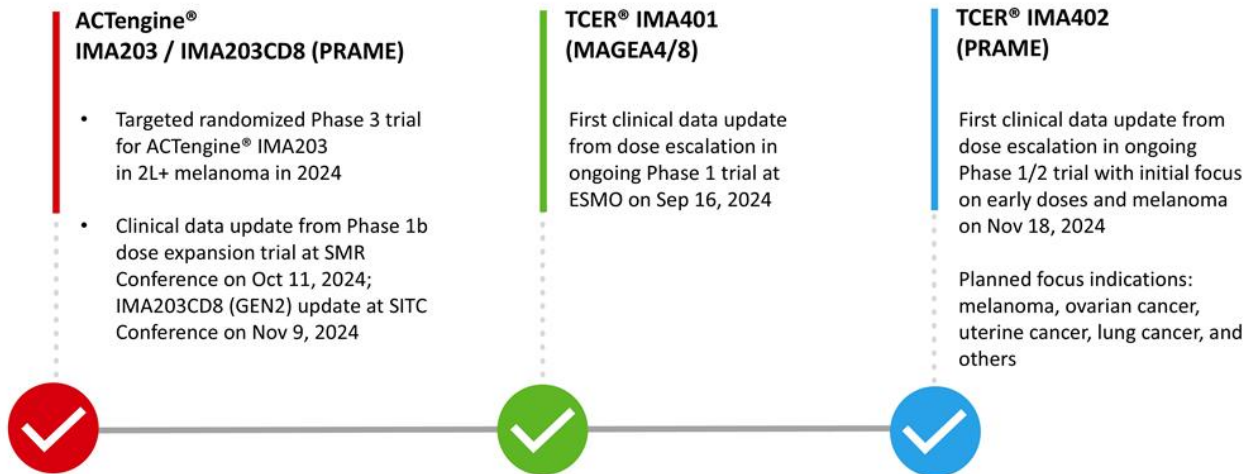 ACTengine®
IMA203 / IMA203CD8 (PRAME)
• Targeted randomized Phase 3 trial
for ACTengine® IMA203
in 2L+ melanoma in 2024
• Clinical data update from Phase 1b
dose expansion trial at SMR
Conference on Oct 11, 2024;
IMA203CD8 (GEN2) update at SITC
Conference on Nov 9, 2024
TCER® IMA401
(MAGEA4/8)
First clinical data update
from dose escalation in
ongoing Phase 1 trial at
ESMO on Sep 16, 2024
TCER® IMA402
(PRAME)
First clinical data update from
dose escalation in ongoing
Phase 1/2 trial with initial focus
on early doses and melanoma
on Nov 18, 2024
Planned focus indications:
melanoma, ovarian cancer,
uterine cancer, lung cancer, and
others